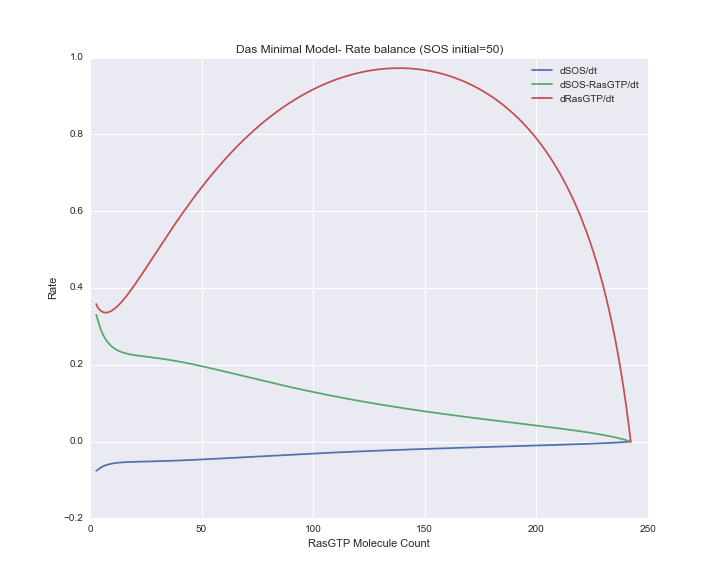 Das Minimal Model- Rate balance (SOS initial=50)
dSOS/dt
dSOS-RasGTP/dt
dRasGTP/dt
1.0
0.8
0.6
0.4
0.2
0.0
−0.2
Rate
0
50
100
150
200
250
RasGTP Molecule Count